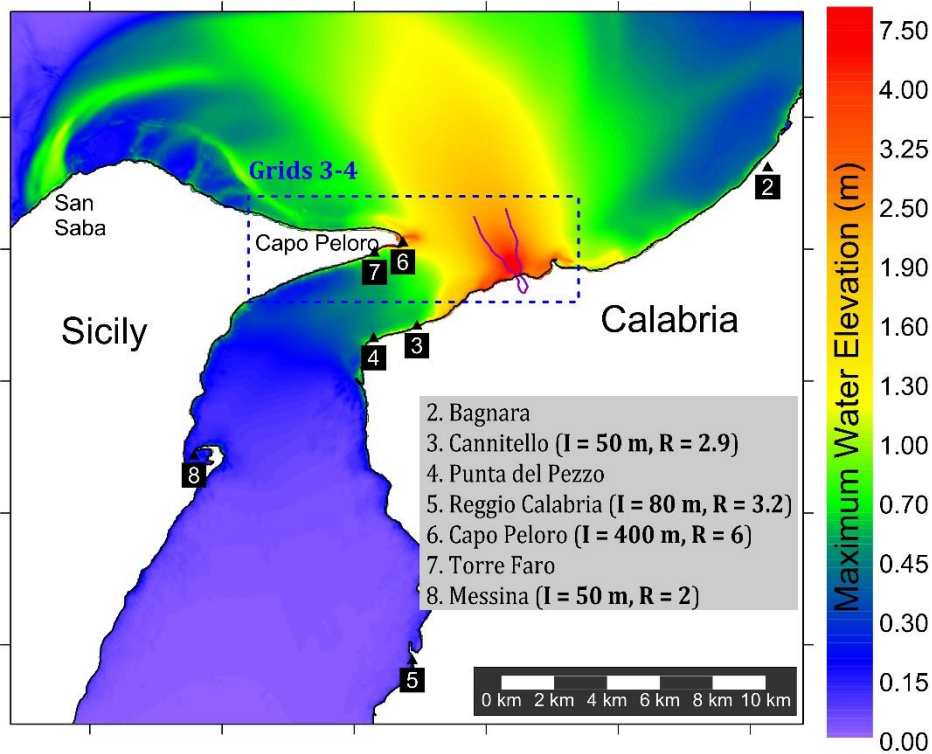 Grids 3-4
San
Saba
Capo Peloro
6
7
2
Sicily
Calabria
3
4
8
5
2. Bagnara
3. Cannitello (I = 50 m, R = 2.9)
4. Punta del Pezzo
5. Reggio Calabria (I = 80 m, R = 3.2)
6. Capo Peloro (I = 400 m, R = 6)
7. Torre Faro
8. Messina (I = 50 m, R = 2)
0 km 2 km 4 km 6 km 8 km 10 km
Maximum Water Elevation (m)
7.50
4.00
3.25
2.50
1.90
1.60
1.30
1.00
0.70
0.45
0.30
0.15
0.00